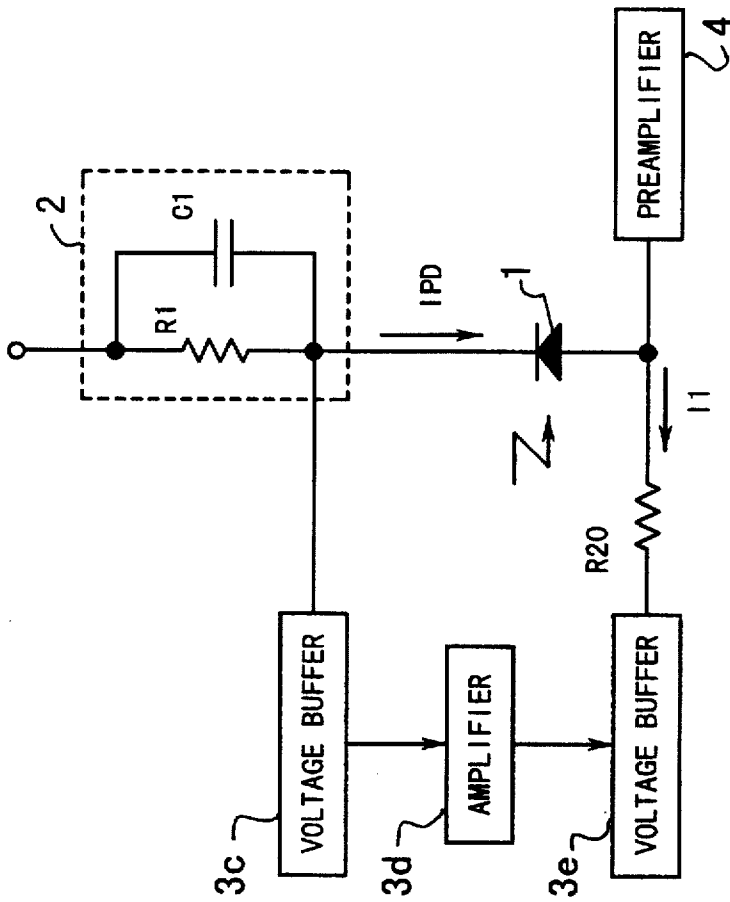 2
C1
R1
IPD
1
PREAMPLIFIER
4
I1
R20
3c
VOLTAGE BUFFER
3d
AMPLIFIER
3e
VOLTAGE BUFFER